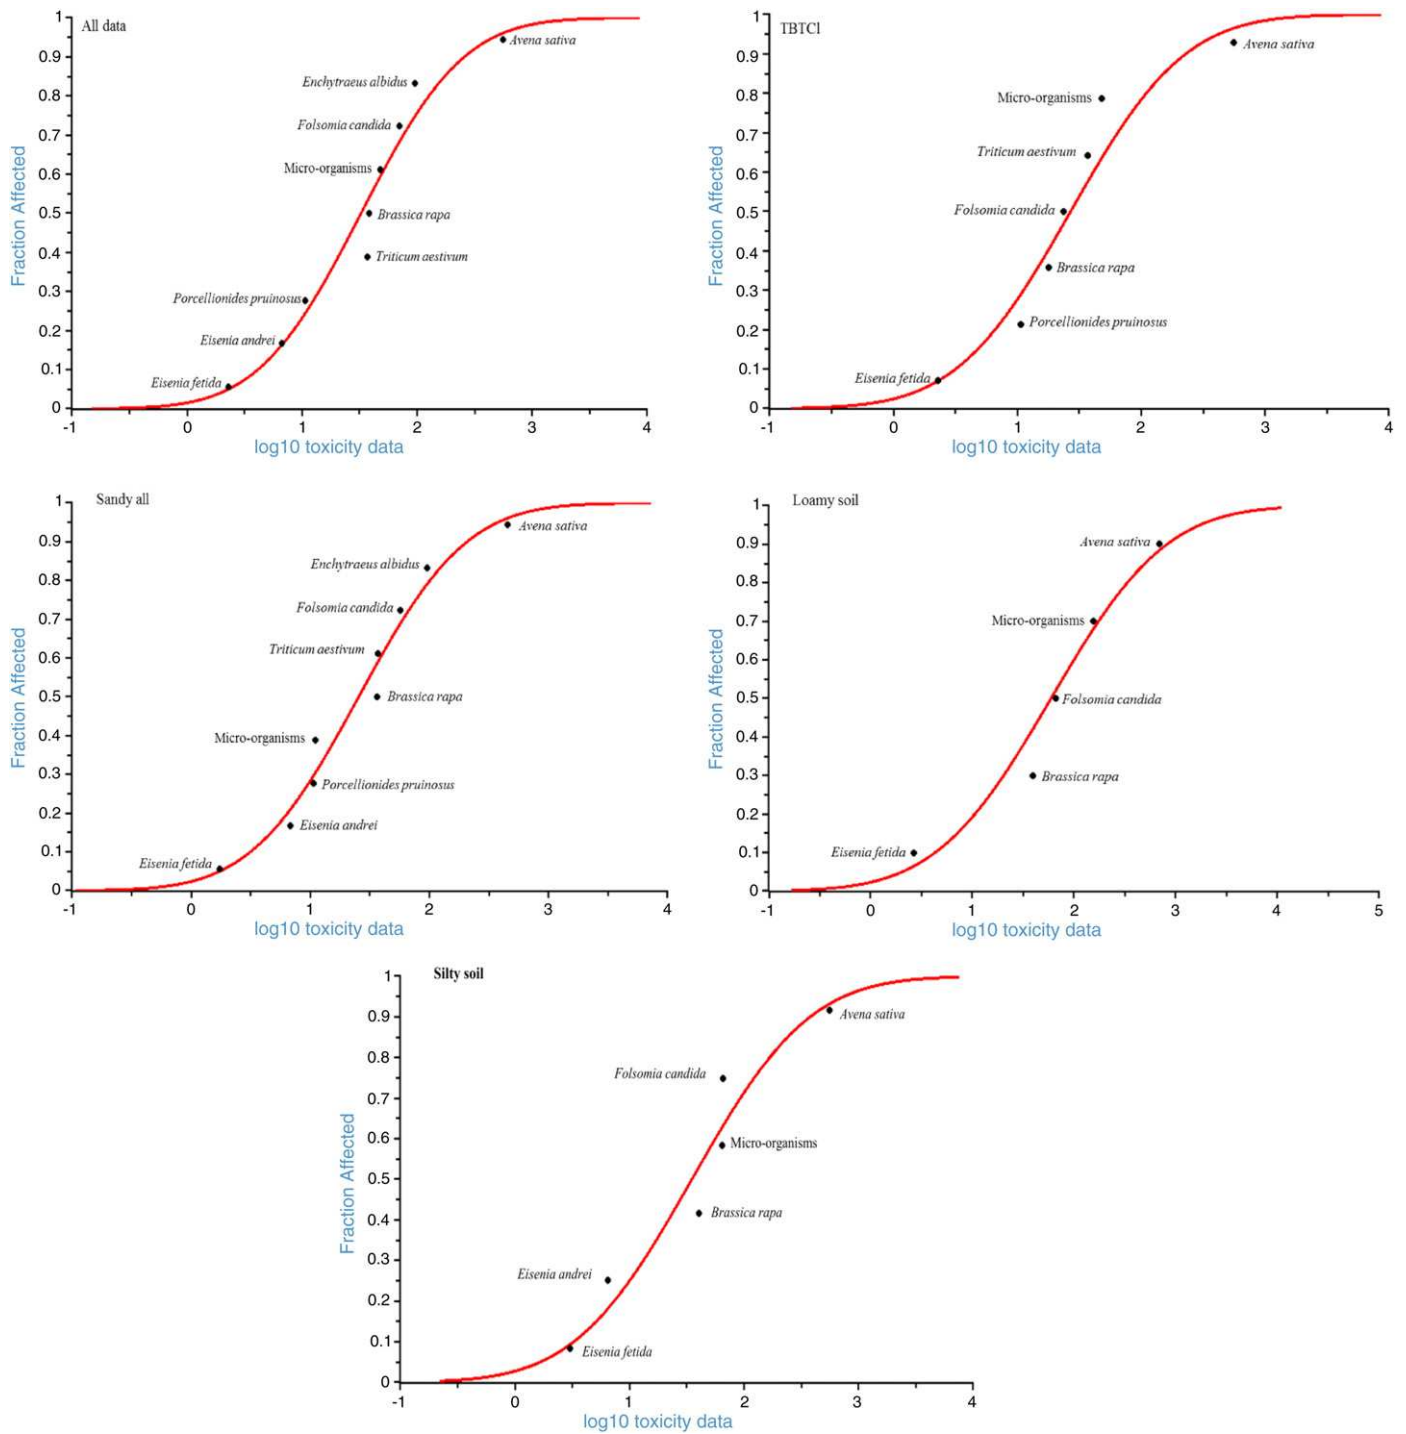 All data
1
0.9
0.8
0.7
0.6
0.5
0.4
0.3
0.2
0.1
0
Fraction Affected
Avena sativa
Enchytraeus albidus
Folsomia candida
Micro-organisms
Brassica rapa
Triticum aestivum
Porcellionides pruinosus
Eisenia andrei
Eisenia fetida
-1 0 1 2 3 4
log10 toxicity data
TBTCl
1
0.9
0.8
0.7
0.6
0.5
0.4
0.3
0.2
0.1
0
Fraction Affected
Avena sativa
Micro-organisms
Triticum aestivum
Folsomia candida
Brassica rapa
Porcellionides pruinosus
Eisenia fetida
-1 0 1 2 3 4
log10 toxicity data
Sandy all
1
0.9
0.8
0.7
0.6
0.5
0.4
0.3
0.2
0.1
0
Fraction Affected
Avena sativa
Enchytraeus albidus
Folsomia candida
Triticum aestivum
Brassica rapa
Micro-organisms
Porcellionides pruinosus
Eisenia andrei
Eisenia fetida
-1 0 1 2 3 4
log10 toxicity data
Loamy soil
1
0.9
0.8
0.7
0.6
0.5
0.4
0.3
0.2
0.1
0
Fraction Affected
Avena sativa
Micro-organisms
Folsomia candida
Brassica rapa
Eisenia fetida
-1 0 1 2 3 4 5
log10 toxicity data
Silty soil
1
0.9
0.8
0.7
0.6
0.5
0.4
0.3
0.2
0.1
0
Fraction Affected
Avena sativa
Folsomia candida
Micro-organisms
Brassica rapa
Eisenia andrei
Eisenia fetida
-1 0 1 2 3 4
log10 toxicity data